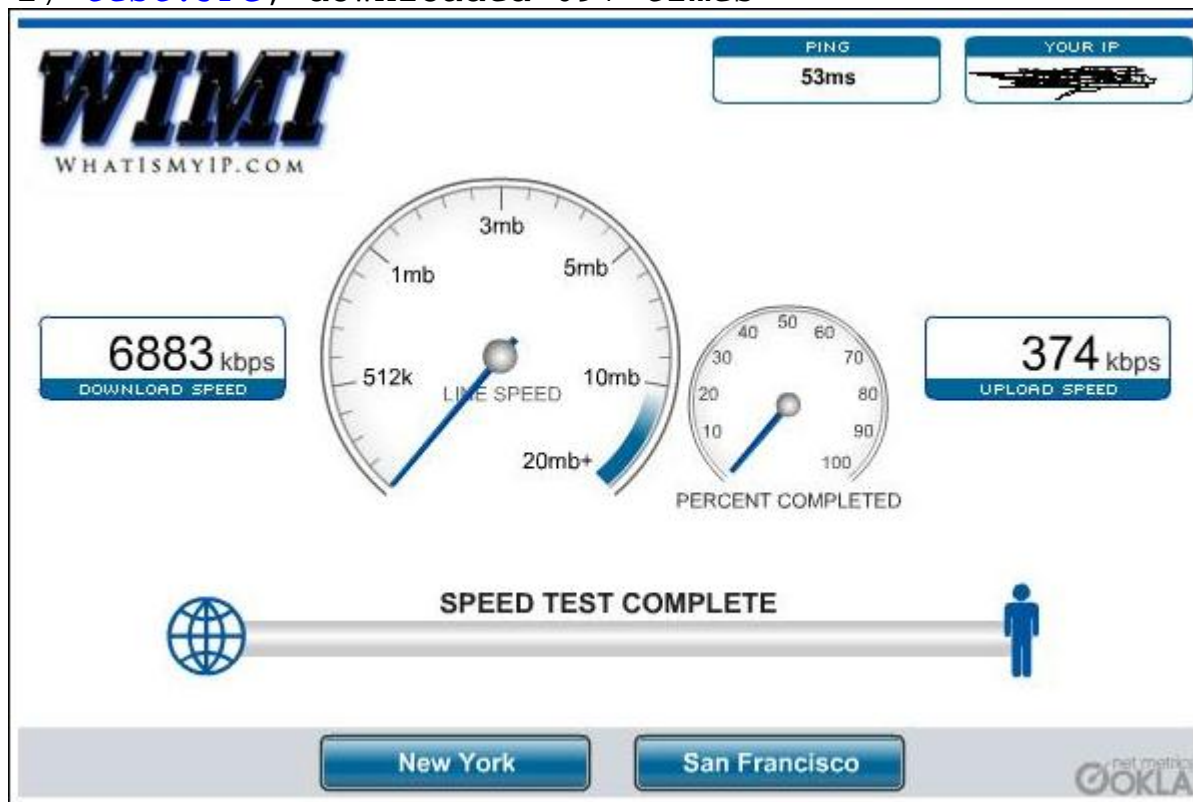 PING
53ms
YOUR IP
WIMI
WHATISMYIP.COM
3mb
1mb
5mb
512k
10mb
LINE SPEED
20mb+
6883 kbps
DOWNLOAD SPEED
50
40
60
30
70
20
80
10
90
100
PERCENT COMPLETED
374 kbps
UPLOAD SPEED
SPEED TEST COMPLETE
New York
San Francisco
net metrics
OOKLA